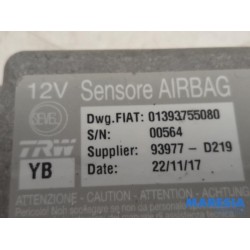 12V Sensore AIRBAG
SEVEL
Dwg.FIAT: 01393755080
S/N: 00564
TRW
Supplier: 93977 - D219
YB
Date: 22/11/17
ATTENZIONE - CAUTION - ATTENTION - A